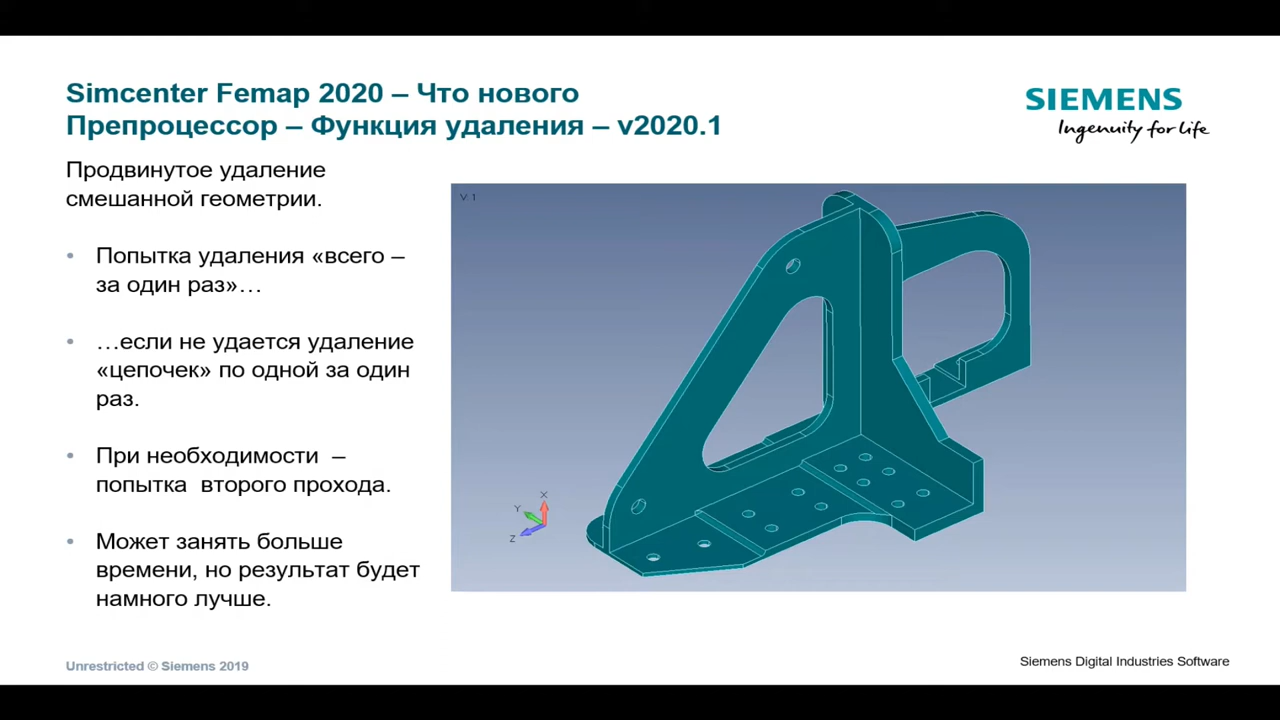 Simcenter Femap 2020 – Что нового
Препроцессор – Функция удаления – v2020.1
SIEMENS
Ingenuity for life
Продвинутое удаление
смешанной геометрии.
• Попытка удаления «всего –
за один раз»…
• …если не удается удаление
«цепочек» по одной за один
раз.
• При необходимости – 
попытка второго прохода.
• Может занять больше
времени, но результат будет
намного лучше.
V:1
X
Y
Z
Unrestricted © Siemens 2019
Siemens Digital Industries Software